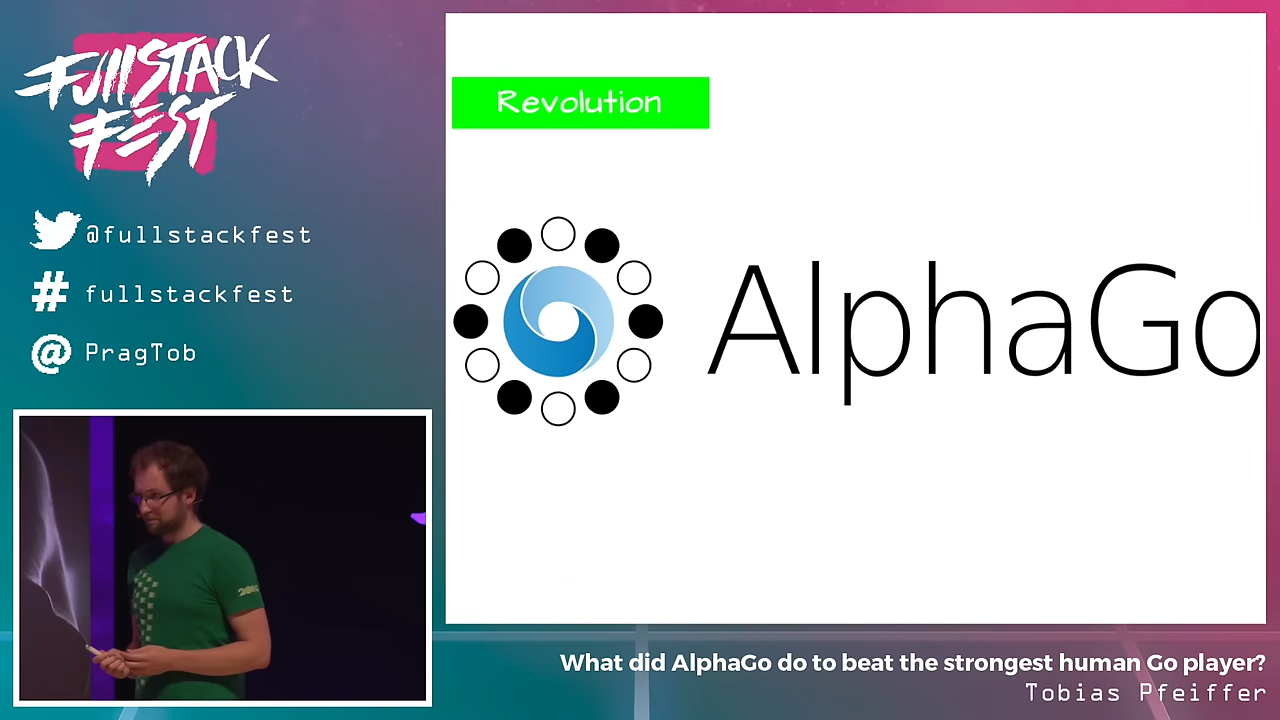 FullSTACK
FEST
@fullstackfest
# fullstackfest
@ PragTob
Revolution
AlphaGo
What did AlphaGo do to beat the strongest human Go player?
Tobias Pfeiffer